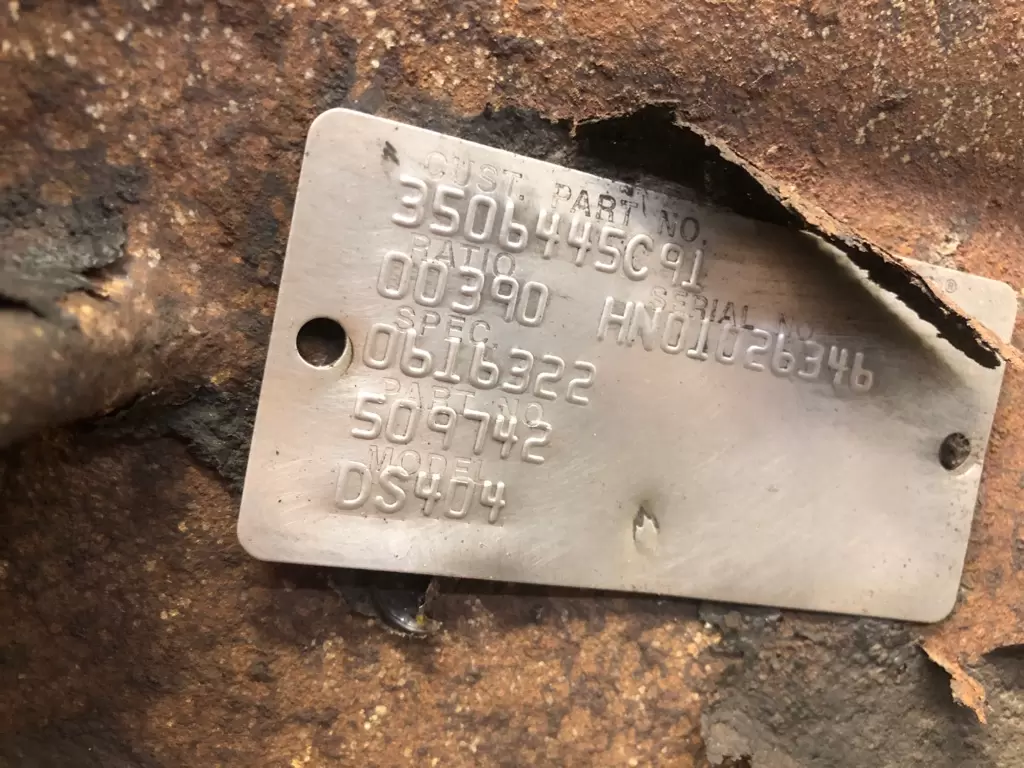 CUST. PART NO.
3506445C91
RATIO
SERIAL NO.
00390
HN01026346
SPEC.
0616322
PART NO.
509742
MODEL
DS404
®